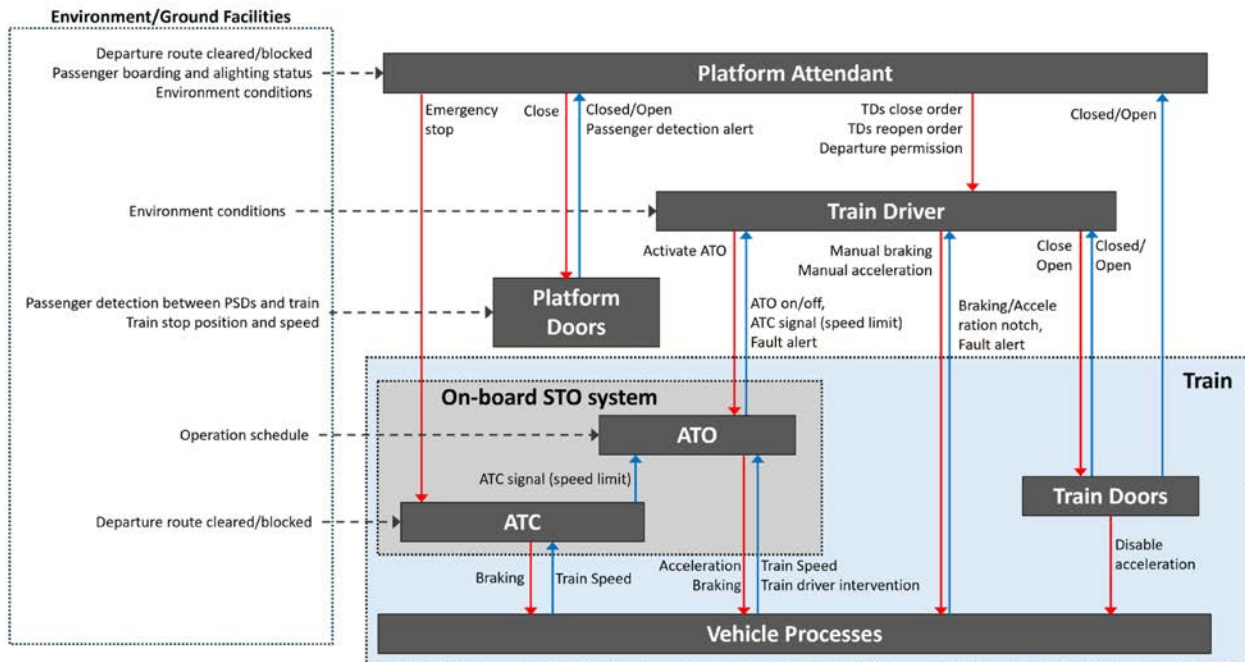 Environment/Ground Facilities
Departure route cleared/blocked
Passenger boarding and alighting status
Environment conditions
Platform Attendant
Emergency
stop
Close
Closed/Open
Passenger detection alert
TDs close order
TDs reopen order
Departure permission
Closed/Open
Environment conditions
Train Driver
Activate ATO
Manual braking
Manual acceleration
Close
Open
Closed/
Open
Passenger detection between PSDs and train
Train stop position and speed
Platform
Doors
ATO on/off,
ATC signal (speed limit)
Fault alert
Braking/Accele
ration notch,
Fault alert
Train
On-board STO system
Operation schedule
ATO
ATC signal (speed limit)
Train Doors
Departure route cleared/blocked
ATC
Braking
Train Speed
Acceleration
Braking
Train Speed
Train driver intervention
Disable
acceleration
Vehicle Processes